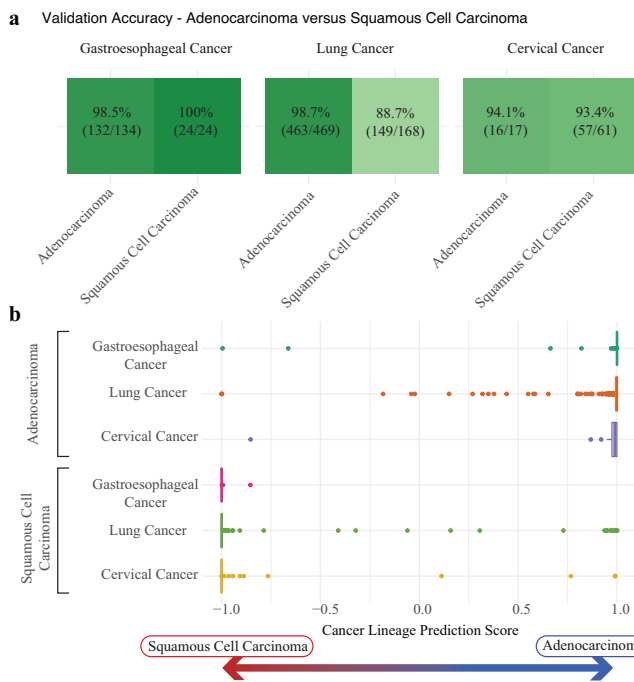 a Validation Accuracy - Adenocarcinoma versus Squamous Cell Carcinoma
Gastroesophageal Cancer
Lung Cancer
Cervical Cancer
98.5%
(132/134)
100%
(24/24)
98.7%
(463/469)
88.7%
(149/168)
94.1%
(16/17)
93.4%
(57/61)
Adenocarcinoma
Squamous Cell Carcinoma
Adenocarcinoma
Squamous Cell Carcinoma
Adenocarcinoma
Squamous Cell Carcinoma
b
Adenocarcinoma
Gastroesophageal
Cancer
Lung Cancer
Cervical Cancer
Squamous Cell
Carcinoma
Gastroesophageal
Cancer
Lung Cancer
Cervical Cancer
−1.0
−0.5
0.0
0.5
1.0
Cancer Lineage Prediction Score
Squamous Cell Carcinoma
Adenocarcinom